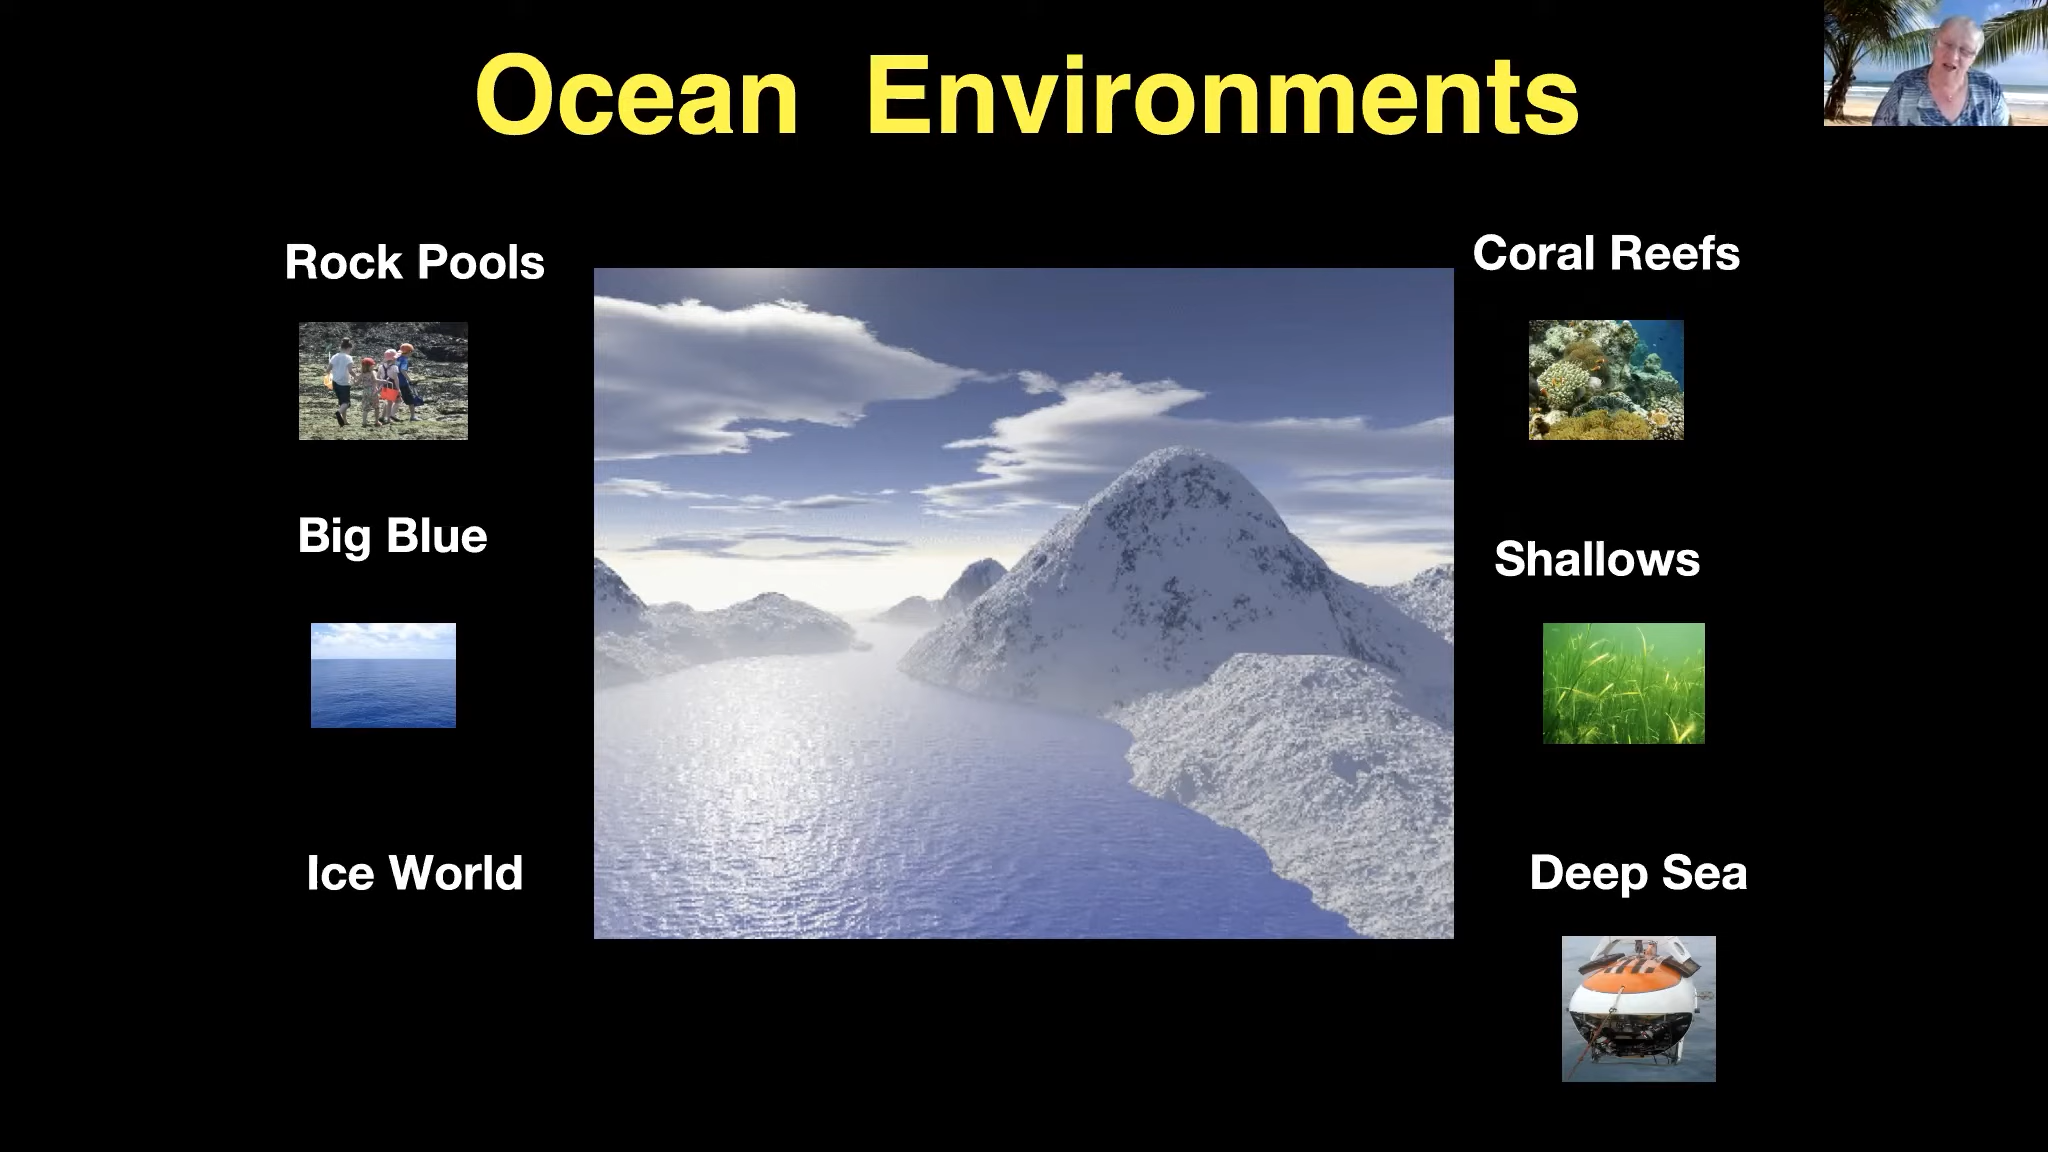 Ocean Environments
Rock Pools
Coral Reefs
Big Blue
Shallows
Ice World
Deep Sea